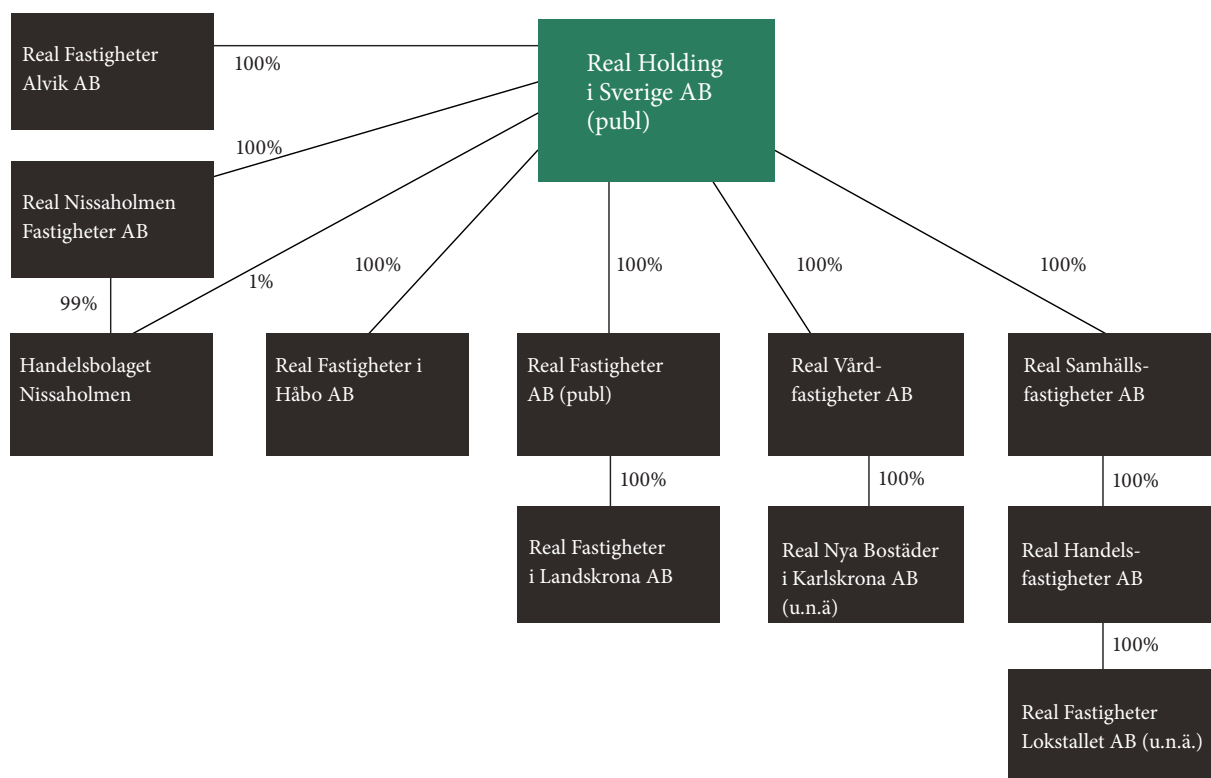 Real Fastigheter
Alvik AB
100%
Real Holding
i Sverige AB
(publ)
100%
Real Nissaholmen
Fastigheter AB
99%
1%
100%
100%
100%
100%
Handelsbolaget
Nissaholmen
Real Fastigheter i
Håbo AB
Real Fastigheter
AB (publ)
Real Vård-
fastigheter AB
Real Samhälls-
fastigheter AB
100%
100%
100%
Real Fastigheter
i Landskrona AB
Real Nya Bostäder
i Karlskrona AB
(u.n.ä)
Real Handels-
fastigheter AB
100%
Real Fastigheter
Lokstallet AB (u.n.ä.)